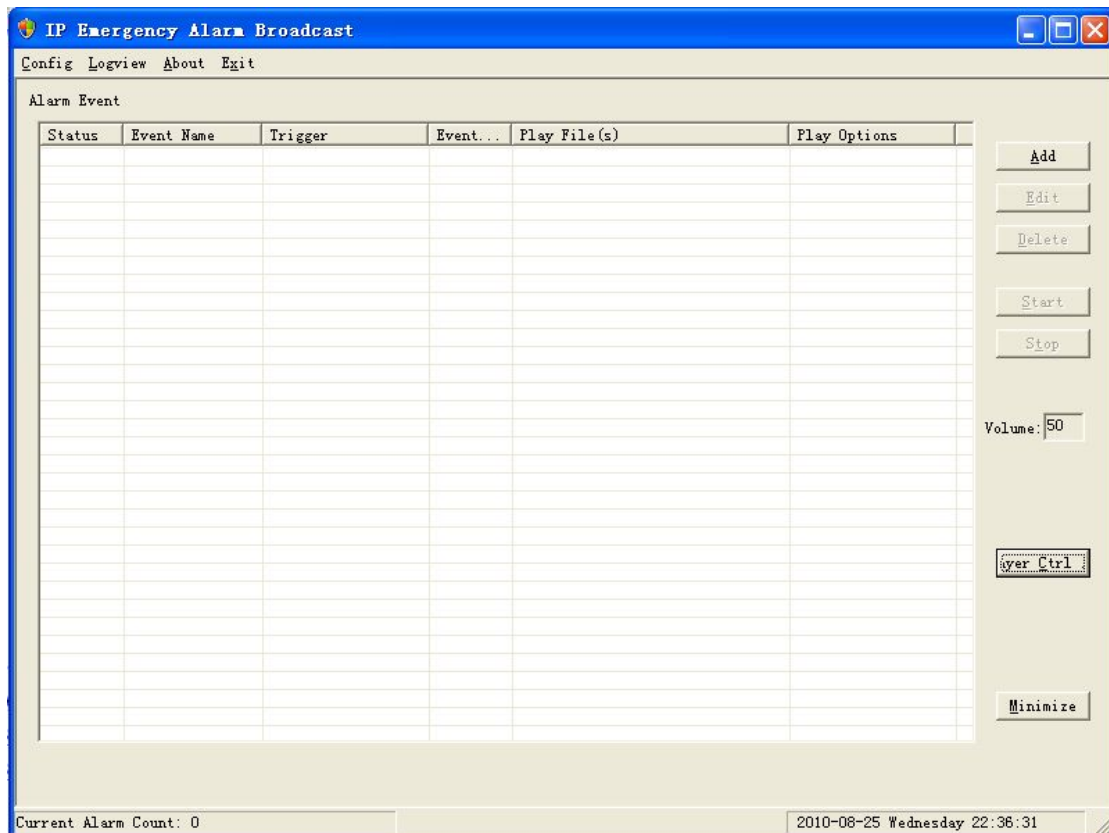 IP Emergency Alarm Broadcast
Config Logview About Exit
Alarm Event
Status Event Name Trigger Event... Play File(s) Play Options
Add
Edit
Delete
Start
Stop
Volume: 50
yer Ctrl
Minimize
Current Alarm Count: 0 2010-08-25 Wednesday 22:36:31